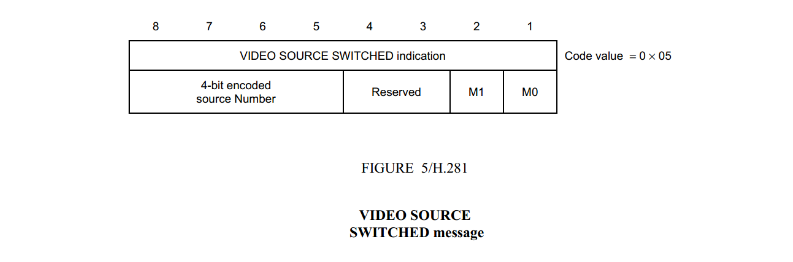 8 7 6 5 4 3 2 1
VIDEO SOURCE SWITCHED indication Code value = 0 × 05
4-bit encoded
source Number
Reserved M1 M0
FIGURE 5/H.281
VIDEO SOURCE
SWITCHED message